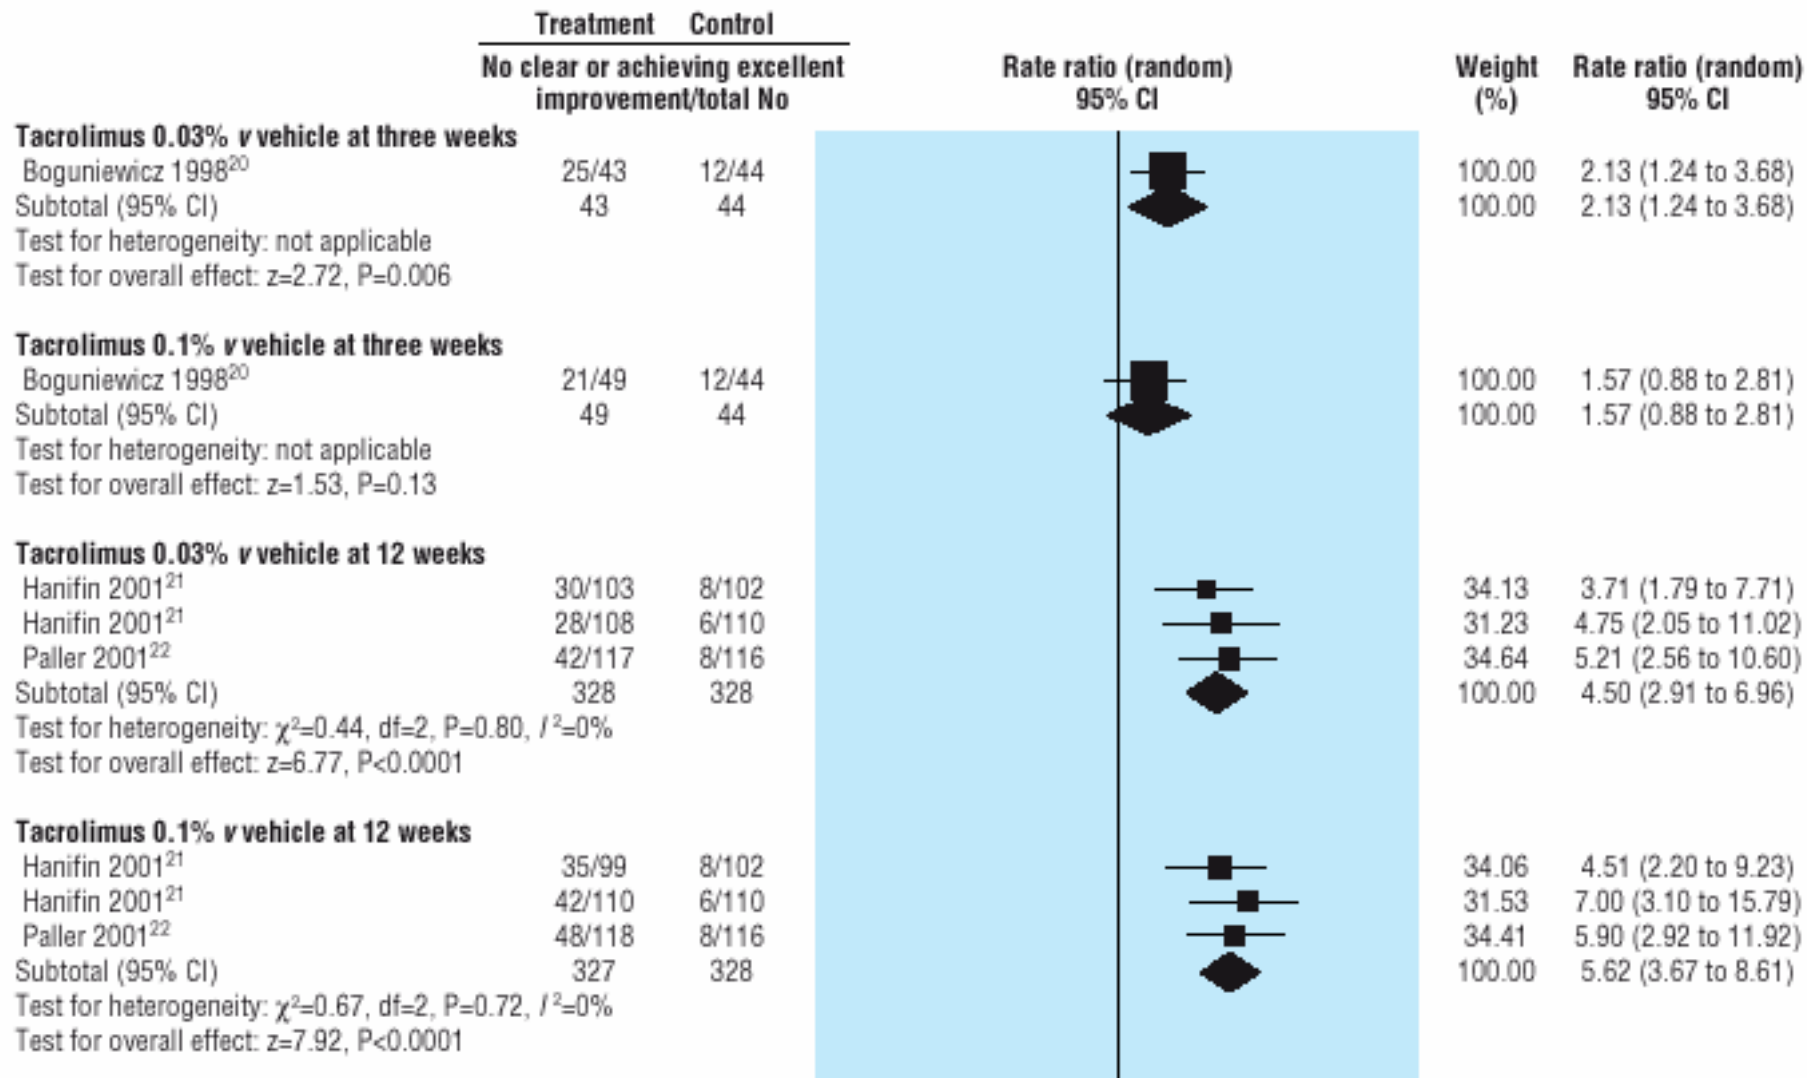 Treatment Control
No clear or achieving excellent Rate ratio (random) Weight Rate ratio (random)
improvement/total No 95% CI (%) 95% CI
Tacrolimus 0.03% v vehicle at three weeks
Boguniewicz 1998²⁰ 25/43 12/44 100.00 2.13 (1.24 to 3.68)
Subtotal (95% CI) 43 44 100.00 2.13 (1.24 to 3.68)
Test for heterogeneity: not applicable
Test for overall effect: z=2.72, P=0.006
Tacrolimus 0.1% v vehicle at three weeks
Boguniewicz 1998²⁰ 21/49 12/44 100.00 1.57 (0.88 to 2.81)
Subtotal (95% CI) 49 44 100.00 1.57 (0.88 to 2.81)
Test for heterogeneity: not applicable
Test for overall effect: z=1.53, P=0.13
Tacrolimus 0.03% v vehicle at 12 weeks
Hanifin 2001²¹ 30/103 8/102 34.13 3.71 (1.79 to 7.71)
Hanifin 2001²¹ 28/108 6/110 31.23 4.75 (2.05 to 11.02)
Paller 2001²² 42/117 8/116 34.64 5.21 (2.56 to 10.60)
Subtotal (95% CI) 328 328 100.00 4.50 (2.91 to 6.96)
Test for heterogeneity: χ²=0.44, df=2, P=0.80, I²=0%
Test for overall effect: z=6.77, P<0.0001
Tacrolimus 0.1% v vehicle at 12 weeks
Hanifin 2001²¹ 35/99 8/102 34.06 4.51 (2.20 to 9.23)
Hanifin 2001²¹ 42/110 6/110 31.53 7.00 (3.10 to 15.79)
Paller 2001²² 48/118 8/116 34.41 5.90 (2.92 to 11.92)
Subtotal (95% CI) 327 328 100.00 5.62 (3.67 to 8.61)
Test for heterogeneity: χ²=0.67, df=2, P=0.72, I²=0%
Test for overall effect: z=7.92, P<0.0001